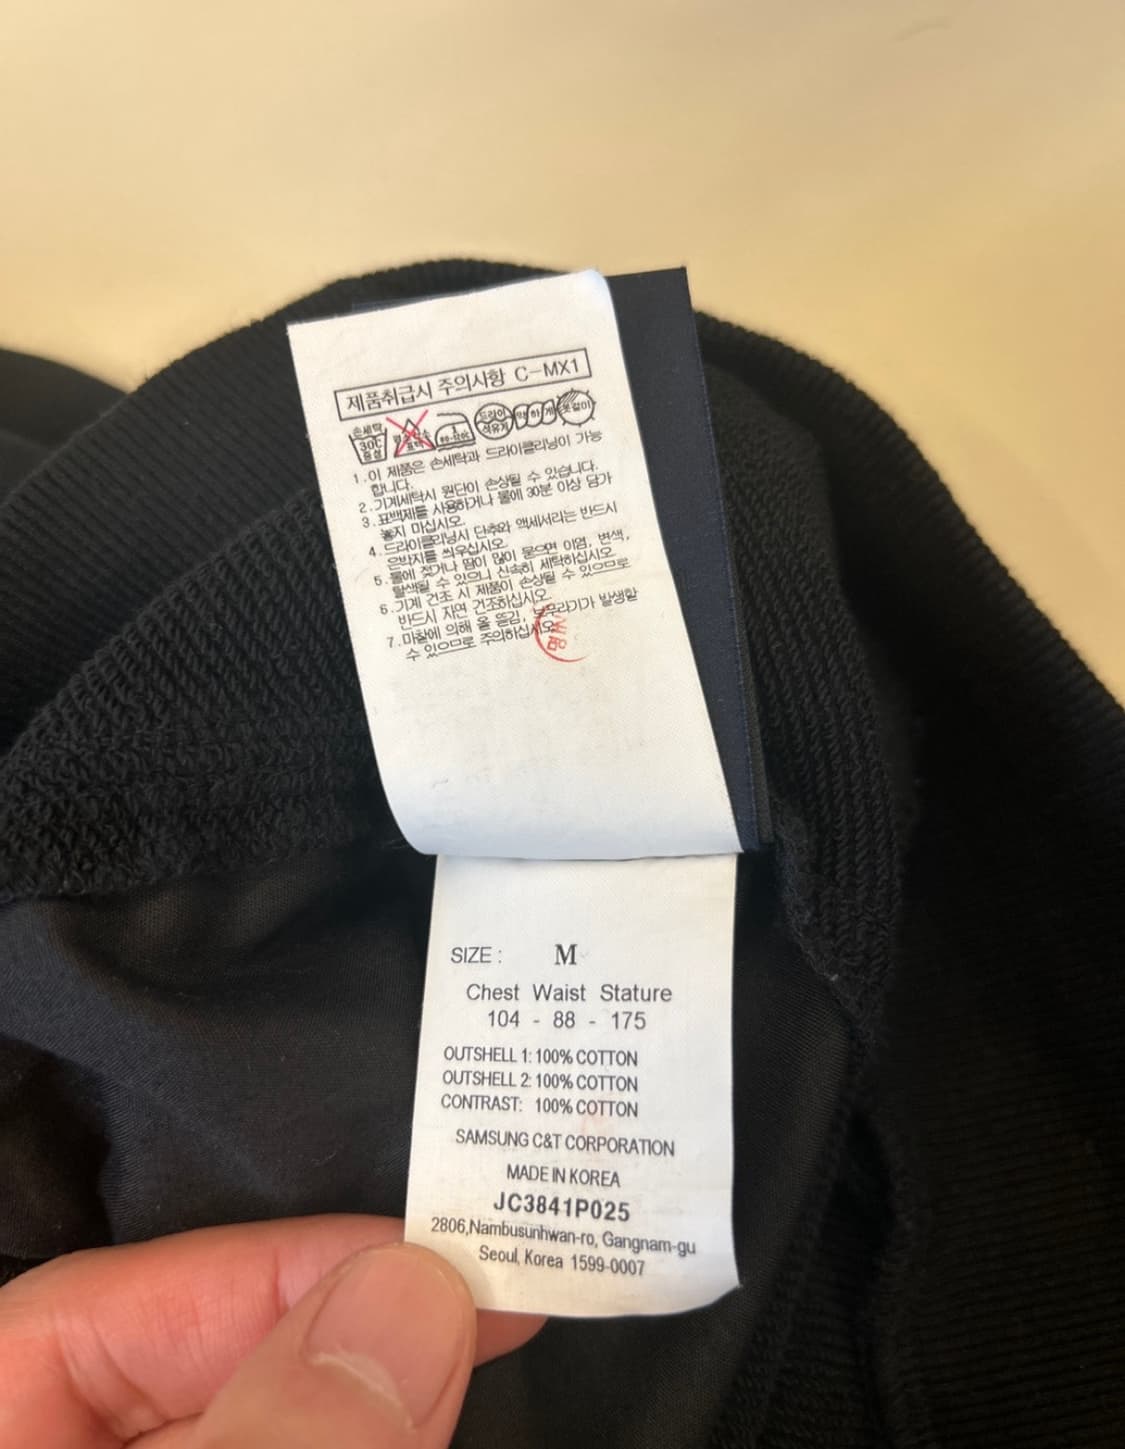 제품취급시 주의사항 C-MX1
손세탁
30℃
중성
드라이
석유계
약하게
옷걸이
1.이 제품은 손세탁과 드라이클리닝이 가능
합니다.
2.기계세탁시 원단이 손상될 수 있습니다.
3.표백제를 사용하거나 물에 30분 이상 담가
놓지 마십시오.
4.드라이클리닝시 단추와 액세서리는 반드시
은박지를 씌우십시오.
5.물에 젖거나 땀이 많이 묻으면 이염, 변색,
탈색될 수 있으니 신속히 세탁하십시오.
6.기계 건조 시 제품이 손상될 수 있으므로
반드시 자연 건조하십시오.
7.마찰에 의해 올 뜯김, 보푸라기가 발생할
수 있으므로 주의하십시오.
SIZE : M
Chest Waist Stature
104 - 88 - 175
OUTSHELL 1: 100% COTTON
OUTSHELL 2: 100% COTTON
CONTRAST: 100% COTTON
SAMSUNG C&T CORPORATION
MADE IN KOREA
JC3841P025
2806,Nambusunhwan-ro, Gangnam-gu
Seoul, Korea 1599-0007